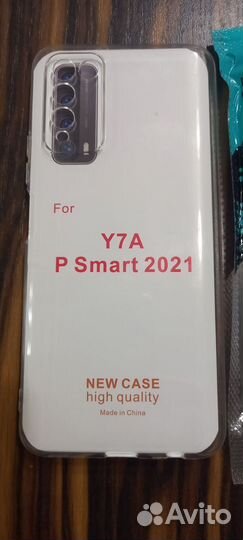 For
Y7A
P Smart 2021
NEW CASE
high quality
Made in China
Avito